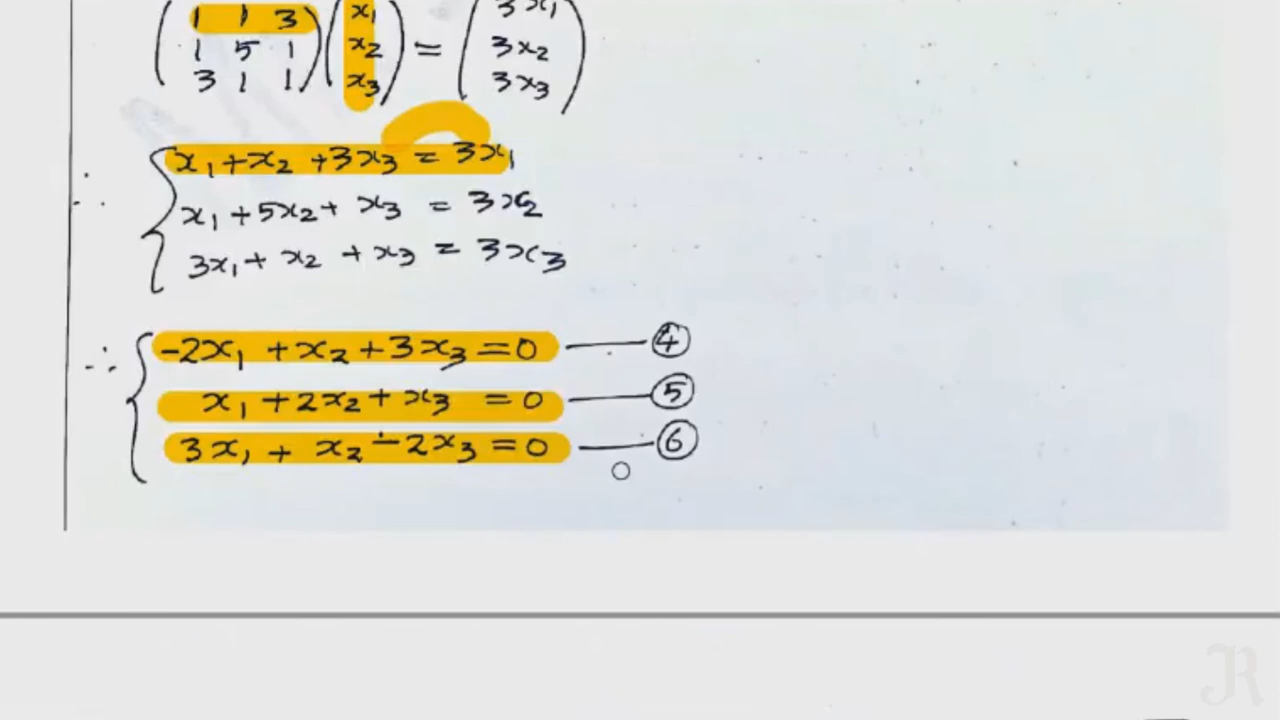 ( 1 1 3 ) ( x₁ ) ( 3x₁ )
( 1 5 1 ) ( x₂ ) = ( 3x₂ )
( 3 1 1 ) ( x₃ ) ( 3x₃ )
x₁ + x₂ + 3x₃ = 3x₁
∴ x₁ + 5x₂ + x₃ = 3x₂
3x₁ + x₂ + x₃ = 3x₃
-2x₁ + x₂ + 3x₃ = 0 — ④
∴ x₁ + 2x₂ + x₃ = 0 — ⑤
3x₁ + x₂ - 2x₃ = 0 — ⑥
R